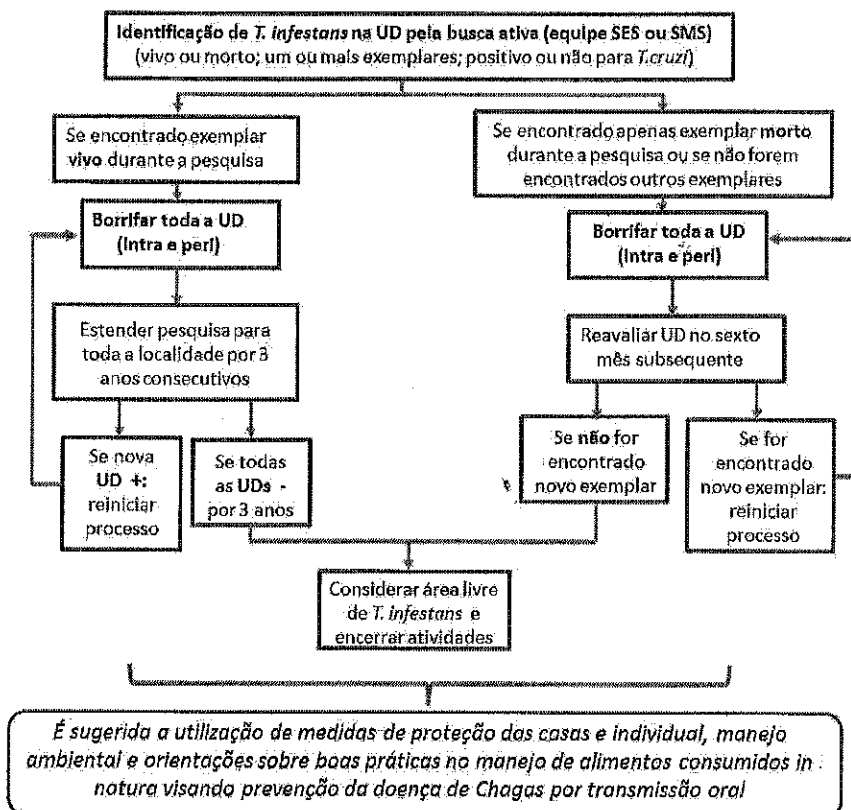 Identificação de T. infestans na UD pela busca ativa (equipe SES ou SMS)
(vivo ou morto; um ou mais exemplares; positivo ou não para T.cruzi)
Se encontrado exemplar
vivo durante a pesquisa
Se encontrado apenas exemplar morto
durante a pesquisa ou se não forem
encontrados outros exemplares
Borrifar toda a UD
(Intra e peri)
Borrifar toda a UD
(Intra e peri)
Estender pesquisa para
toda a localidade por 3
anos consecutivos
Reavaliar UD no sexto
mês subsequente
Se nova
UD +:
reiniciar
processo
Se todas
as UDs -
por 3 anos
Se não for
encontrado
novo exemplar
Se for
encontrado
novo exemplar:
reiniciar
processo
Considerar área livre
de T. infestans e
encerrar atividades
É sugerida a utilização de medidas de proteção das casas e individual, manejo
ambiental e orientações sobre boas práticas no manejo de alimentos consumidos in
natura visando prevenção da doença de Chagas por transmissão oral